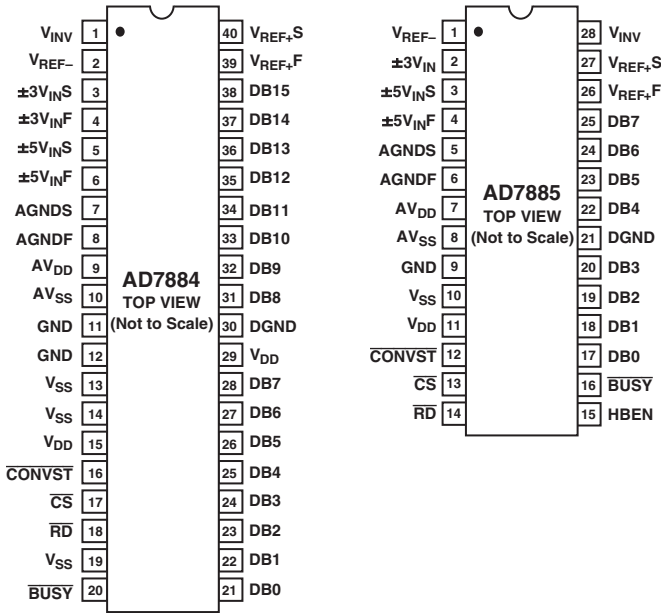 V_INV 1 40 V_REF+S
V_REF– 2 39 V_REF+F
±3V_INS 3 38 DB15
±3V_INF 4 37 DB14
±5V_INS 5 36 DB13
±5V_INF 6 35 DB12
AGNDS 7 34 DB11
AGNDF 8 33 DB10
AV_DD 9 32 DB9
AV_SS 10 31 DB8
GND 11 30 DGND
GND 12 29 V_DD
V_SS 13 28 DB7
V_SS 14 27 DB6
V_DD 15 26 DB5
CONVST 16 25 DB4
CS 17 24 DB3
RD 18 23 DB2
V_SS 19 22 DB1
BUSY 20 21 DB0
AD7884
TOP VIEW
(Not to Scale)
V_REF– 1 28 V_INV
±3V_IN 2 27 V_REF+S
±5V_INS 3 26 V_REF+F
±5V_INF 4 25 DB7
AGNDS 5 24 DB6
AGNDF 6 23 DB5
AV_DD 7 22 DB4
AV_SS 8 21 DGND
GND 9 20 DB3
V_SS 10 19 DB2
V_DD 11 18 DB1
CONVST 12 17 DB0
CS 13 16 BUSY
RD 14 15 HBEN
AD7885
TOP VIEW
(Not to Scale)